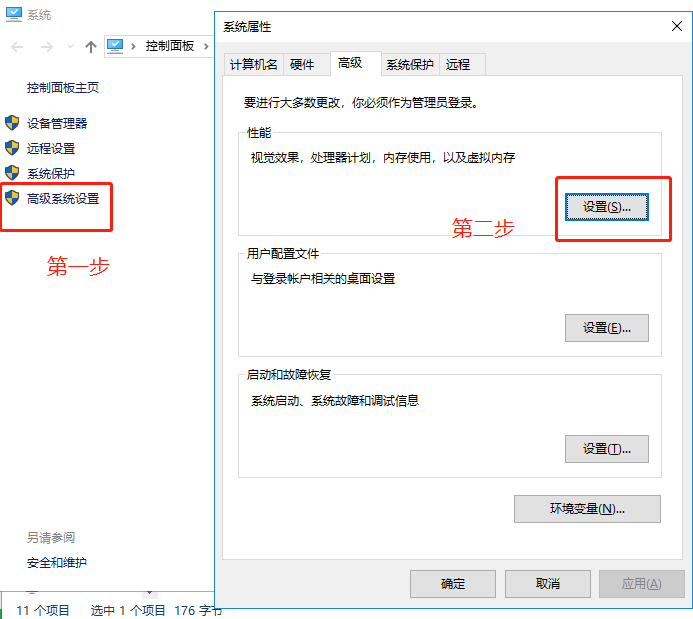 系统
控制面板
控制面板主页
设备管理器
远程设置
系统保护
高级系统设置
第一步
另请参阅
安全和维护
11 个项目 选中 1 个项目 176 字节
系统属性
计算机名 硬件 高级 系统保护 远程
要进行大多数更改，你必须作为管理员登录。
性能
视觉效果，处理器计划，内存使用，以及虚拟内存
设置(S)...
第二步
用户配置文件
与登录帐户相关的桌面设置
设置(E)...
启动和故障恢复
系统启动、系统故障和调试信息
设置(T)...
环境变量(N)...
确定 取消 应用(A)